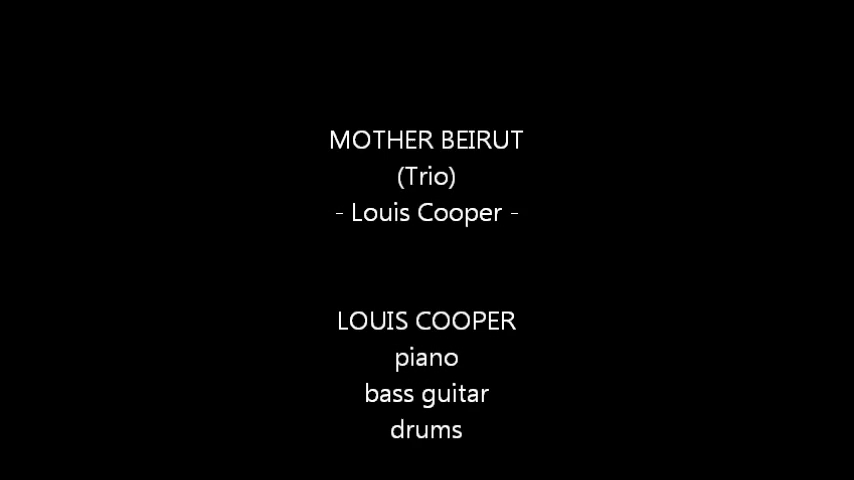 MOTHER BEIRUT
(Trio)
- Louis Cooper -
LOUIS COOPER
piano
bass guitar
drums